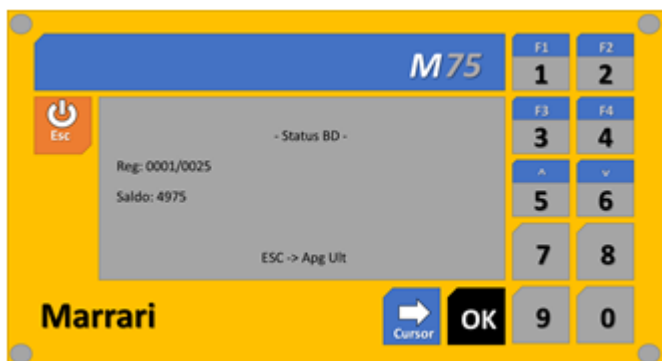 M75
F1
F2
1
2
Esc
- Status BD -
F3
F4
3
4
Reg: 0001/0025
Saldo: 4975
^
v
5
6
ESC -> Apg Ult
7
8
Marrari
Cursor
OK
9
0